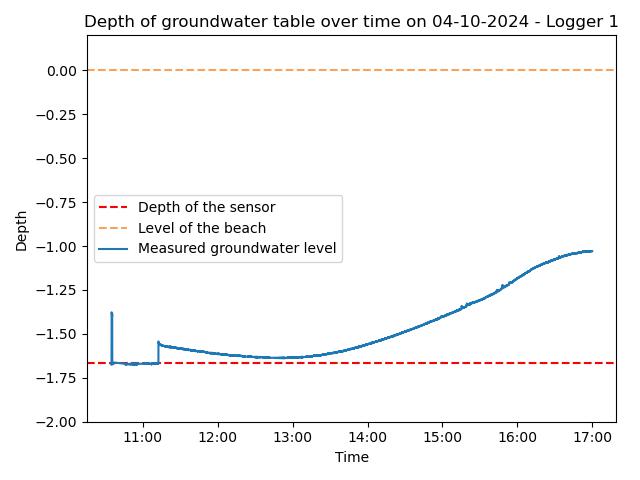 Depth of groundwater table over time on 04-10-2024 - Logger 1
0.00
−0.25
−0.50
−0.75
−1.00
−1.25
−1.50
−1.75
−2.00
Depth
Depth of the sensor
Level of the beach
Measured groundwater level
11:00 12:00 13:00 14:00 15:00 16:00 17:00
Time